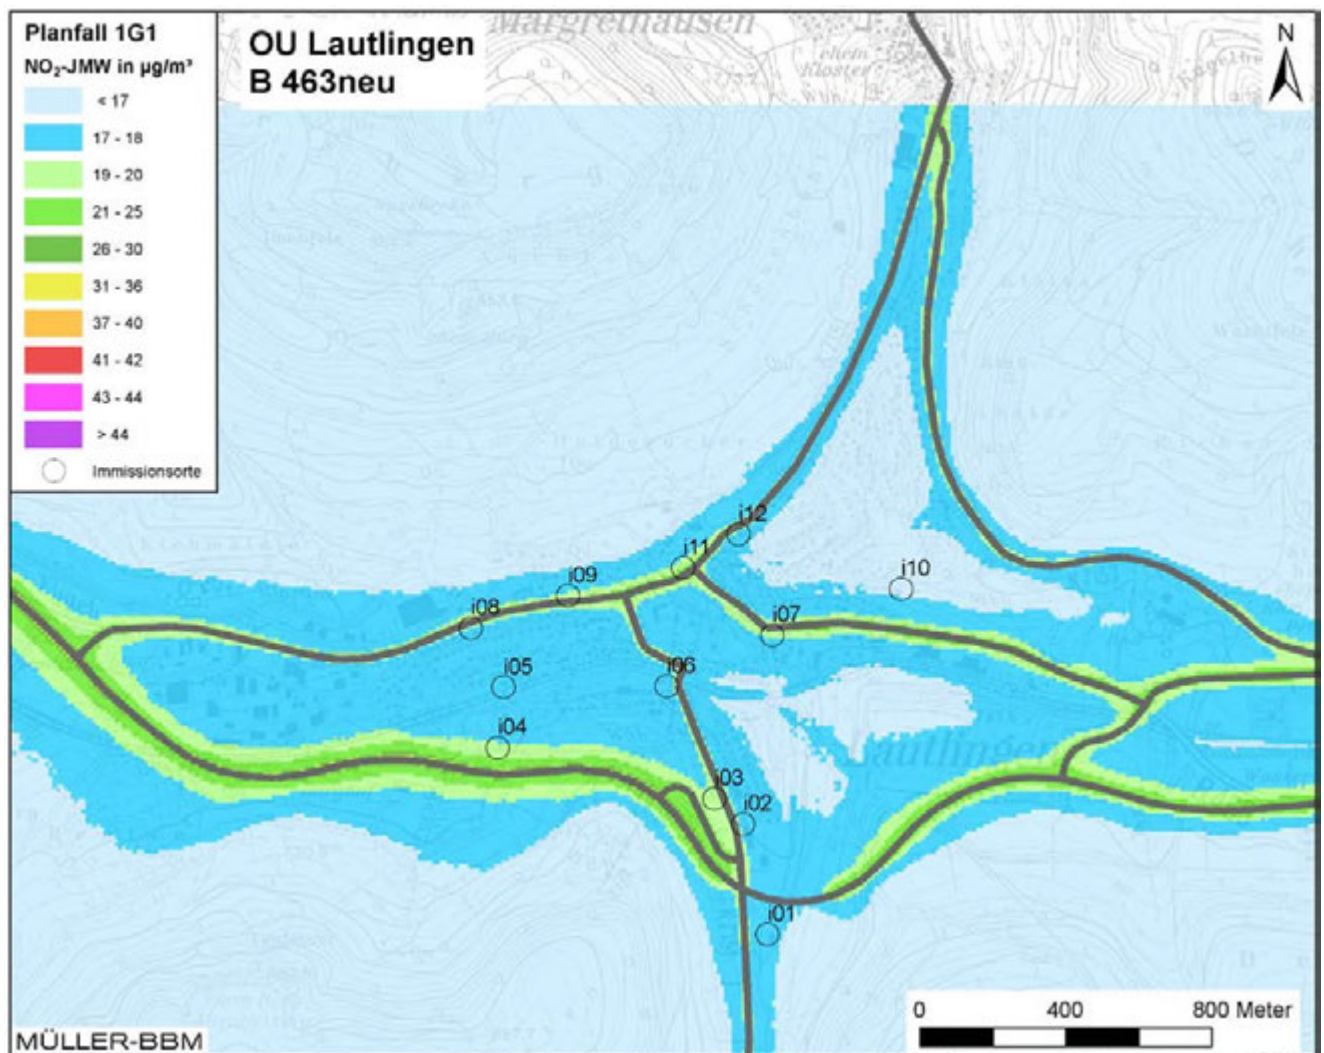 Planfall 1G1
NO₂-JMW in µg/m³
< 17
17 - 18
19 - 20
21 - 25
26 - 30
31 - 36
37 - 40
41 - 42
43 - 44
> 44
Immissionsorte
OU Lautlingen
B 463neu
Margrethausen
ehem
Kloster
N
i12
i11
i10
i09
i08
i07
i06
i05
i04
Lautlingen
i03
i02
i01
0 400 800 Meter
MÜLLER-BBM